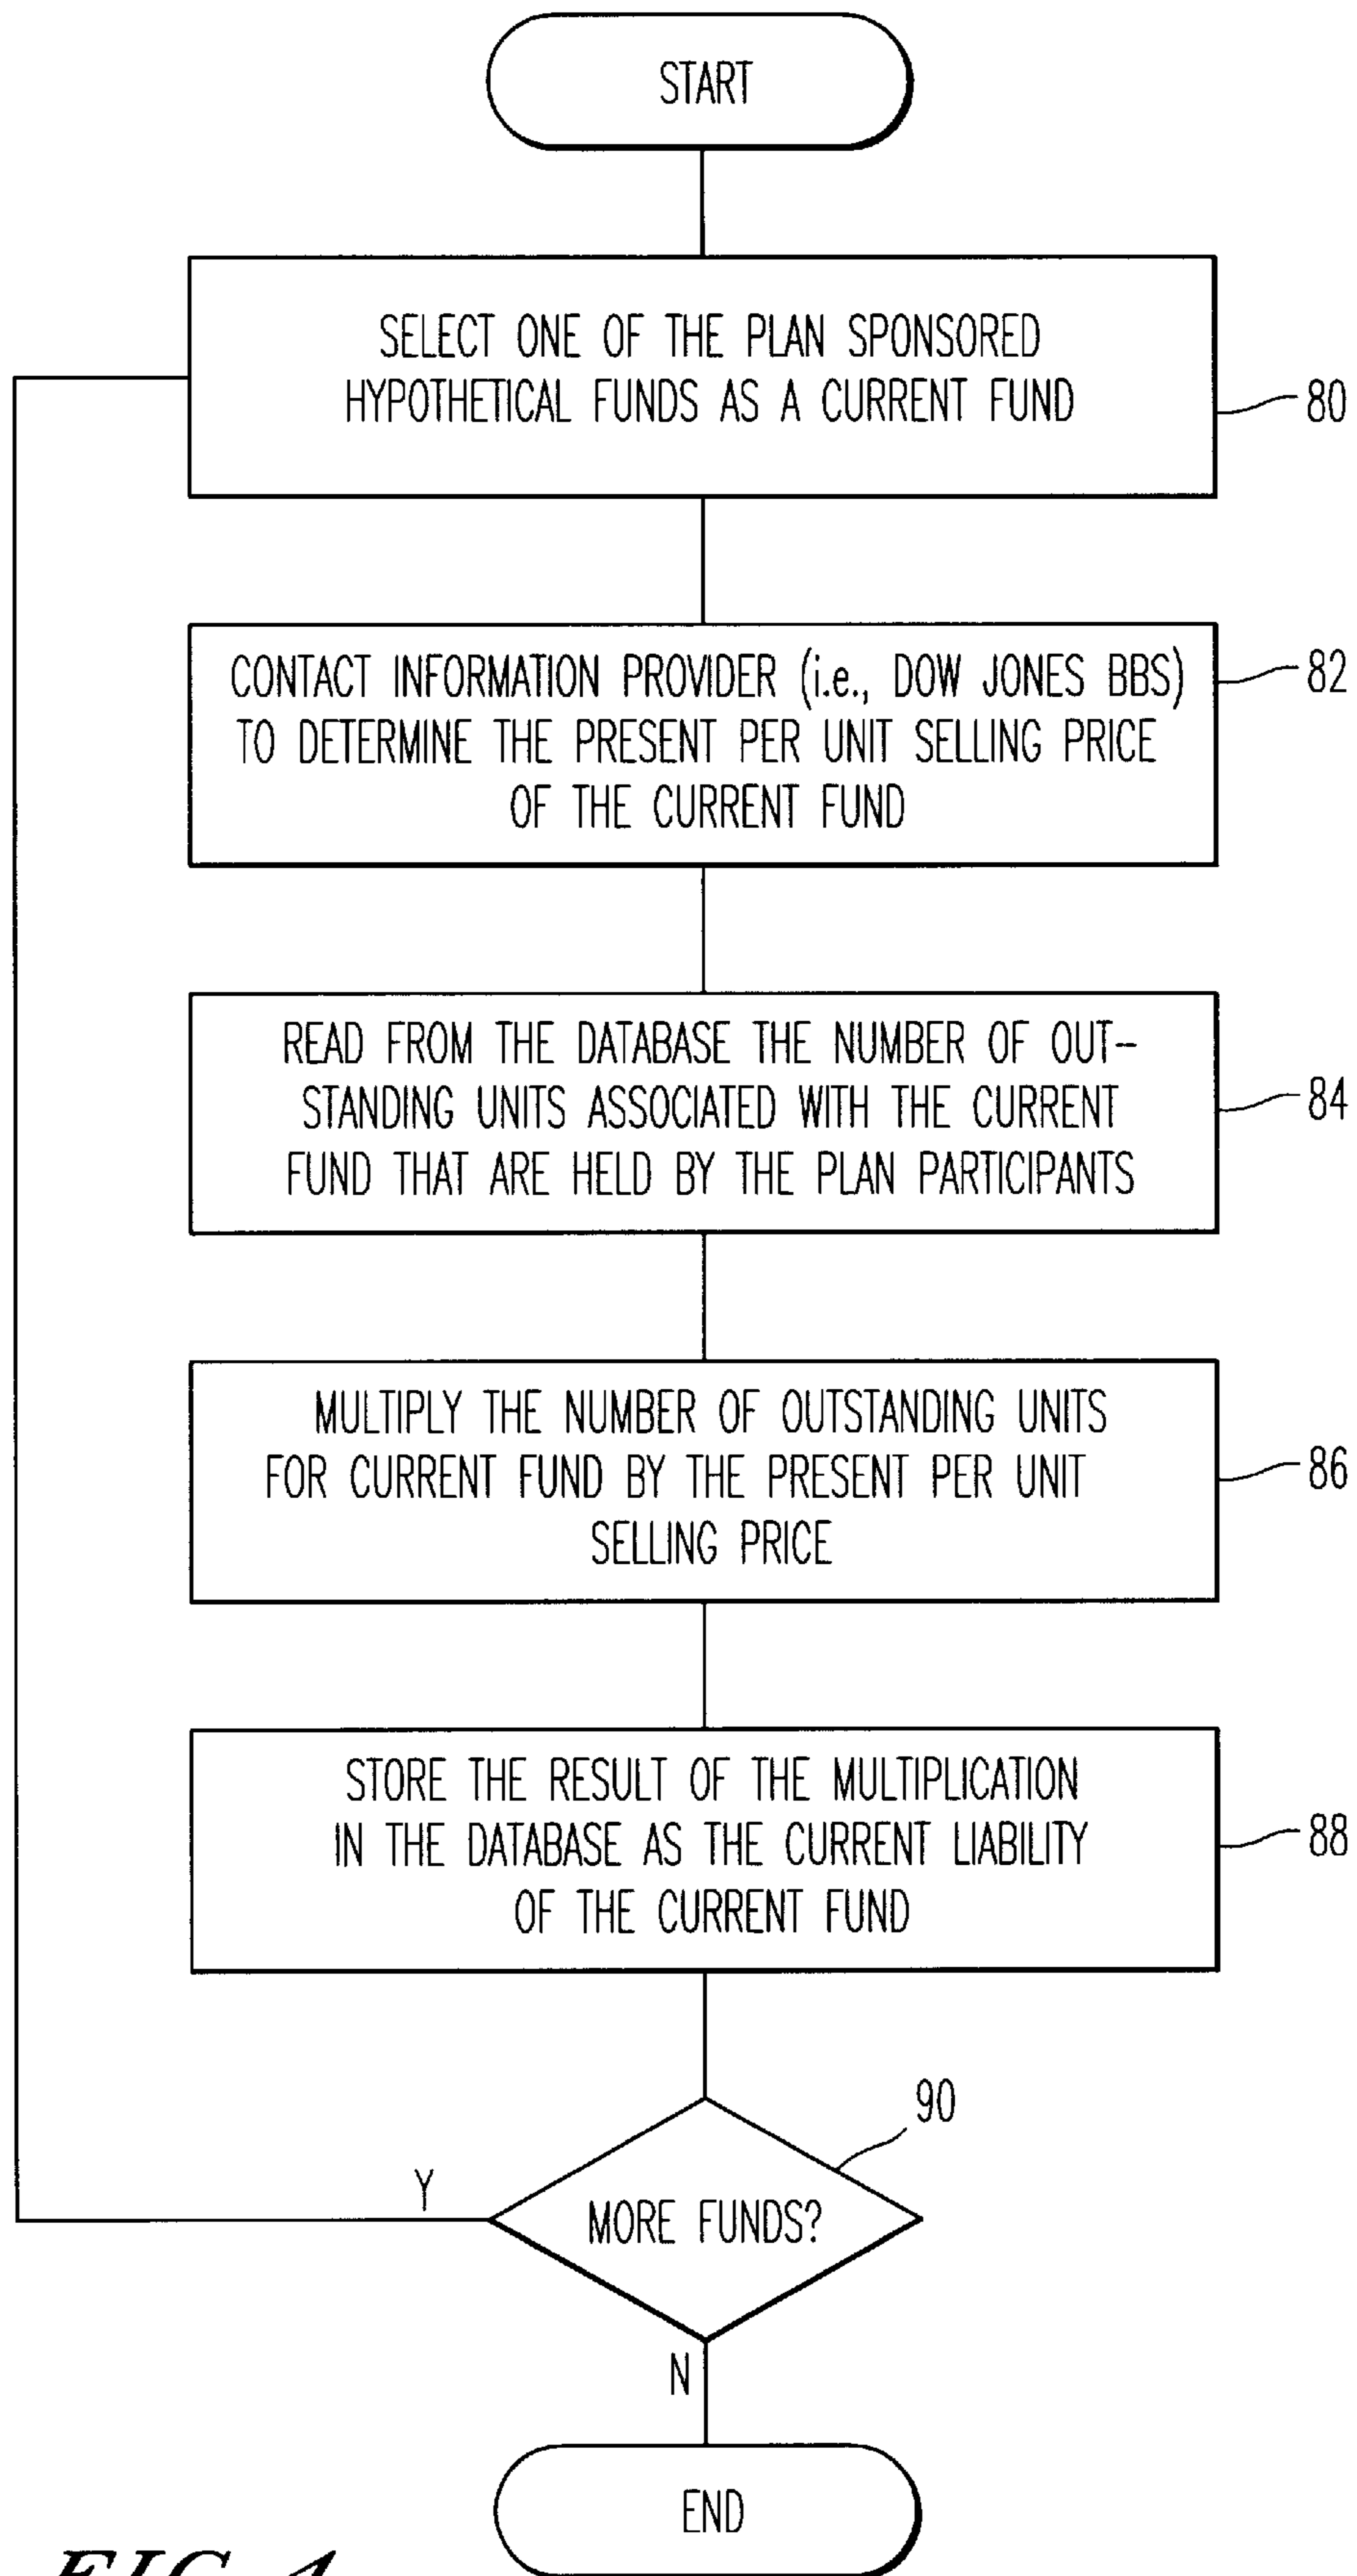 START
SELECT ONE OF THE PLAN SPONSORED
HYPOTHETICAL FUNDS AS A CURRENT FUND
80
CONTACT INFORMATION PROVIDER (i.e., DOW JONES BBS)
TO DETERMINE THE PRESENT PER UNIT SELLING PRICE
OF THE CURRENT FUND
82
READ FROM THE DATABASE THE NUMBER OF OUT-
STANDING UNITS ASSOCIATED WITH THE CURRENT
FUND THAT ARE HELD BY THE PLAN PARTICIPANTS
84
MULTIPLY THE NUMBER OF OUTSTANDING UNITS
FOR CURRENT FUND BY THE PRESENT PER UNIT
SELLING PRICE
86
STORE THE RESULT OF THE MULTIPLICATION
IN THE DATABASE AS THE CURRENT LIABILITY
OF THE CURRENT FUND
88
90
Y
MORE FUNDS?
N
END
FIG. 4